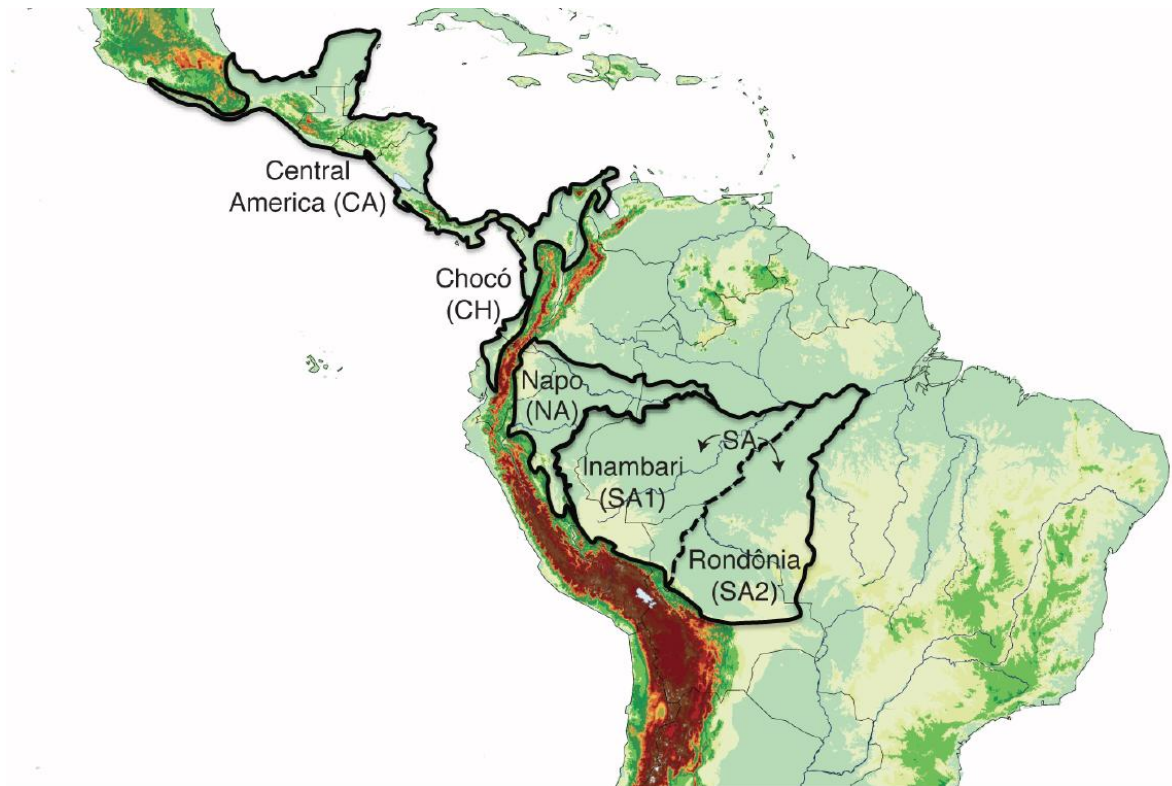 Central
America (CA)
Chocó
(CH)
Napo
(NA)
SA
Inambari
(SA1)
Rondônia
(SA2)